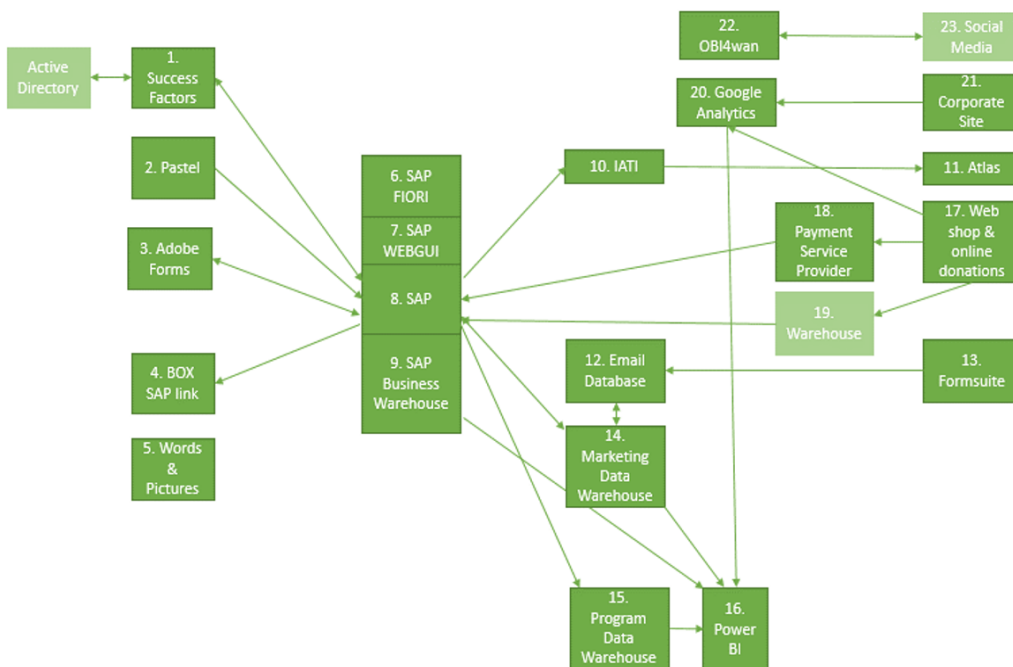 Active
Directory
1.
Success
Factors
2. Pastel
3. Adobe
Forms
4. BOX
SAP link
5. Words
&
Pictures
6. SAP
FIORI
7. SAP
WEBGUI
8. SAP
9. SAP
Business
Warehouse
10. IATI
11. Atlas
12. Email
Database
13.
Formsuite
14.
Marketing
Data
Warehouse
15.
Program
Data
Warehouse
16.
Power
BI
17. Web
shop &
online
donations
18.
Payment
Service
Provider
19.
Warehouse
20. Google
Analytics
21.
Corporate
Site
22.
OBI4wan
23. Social
Media